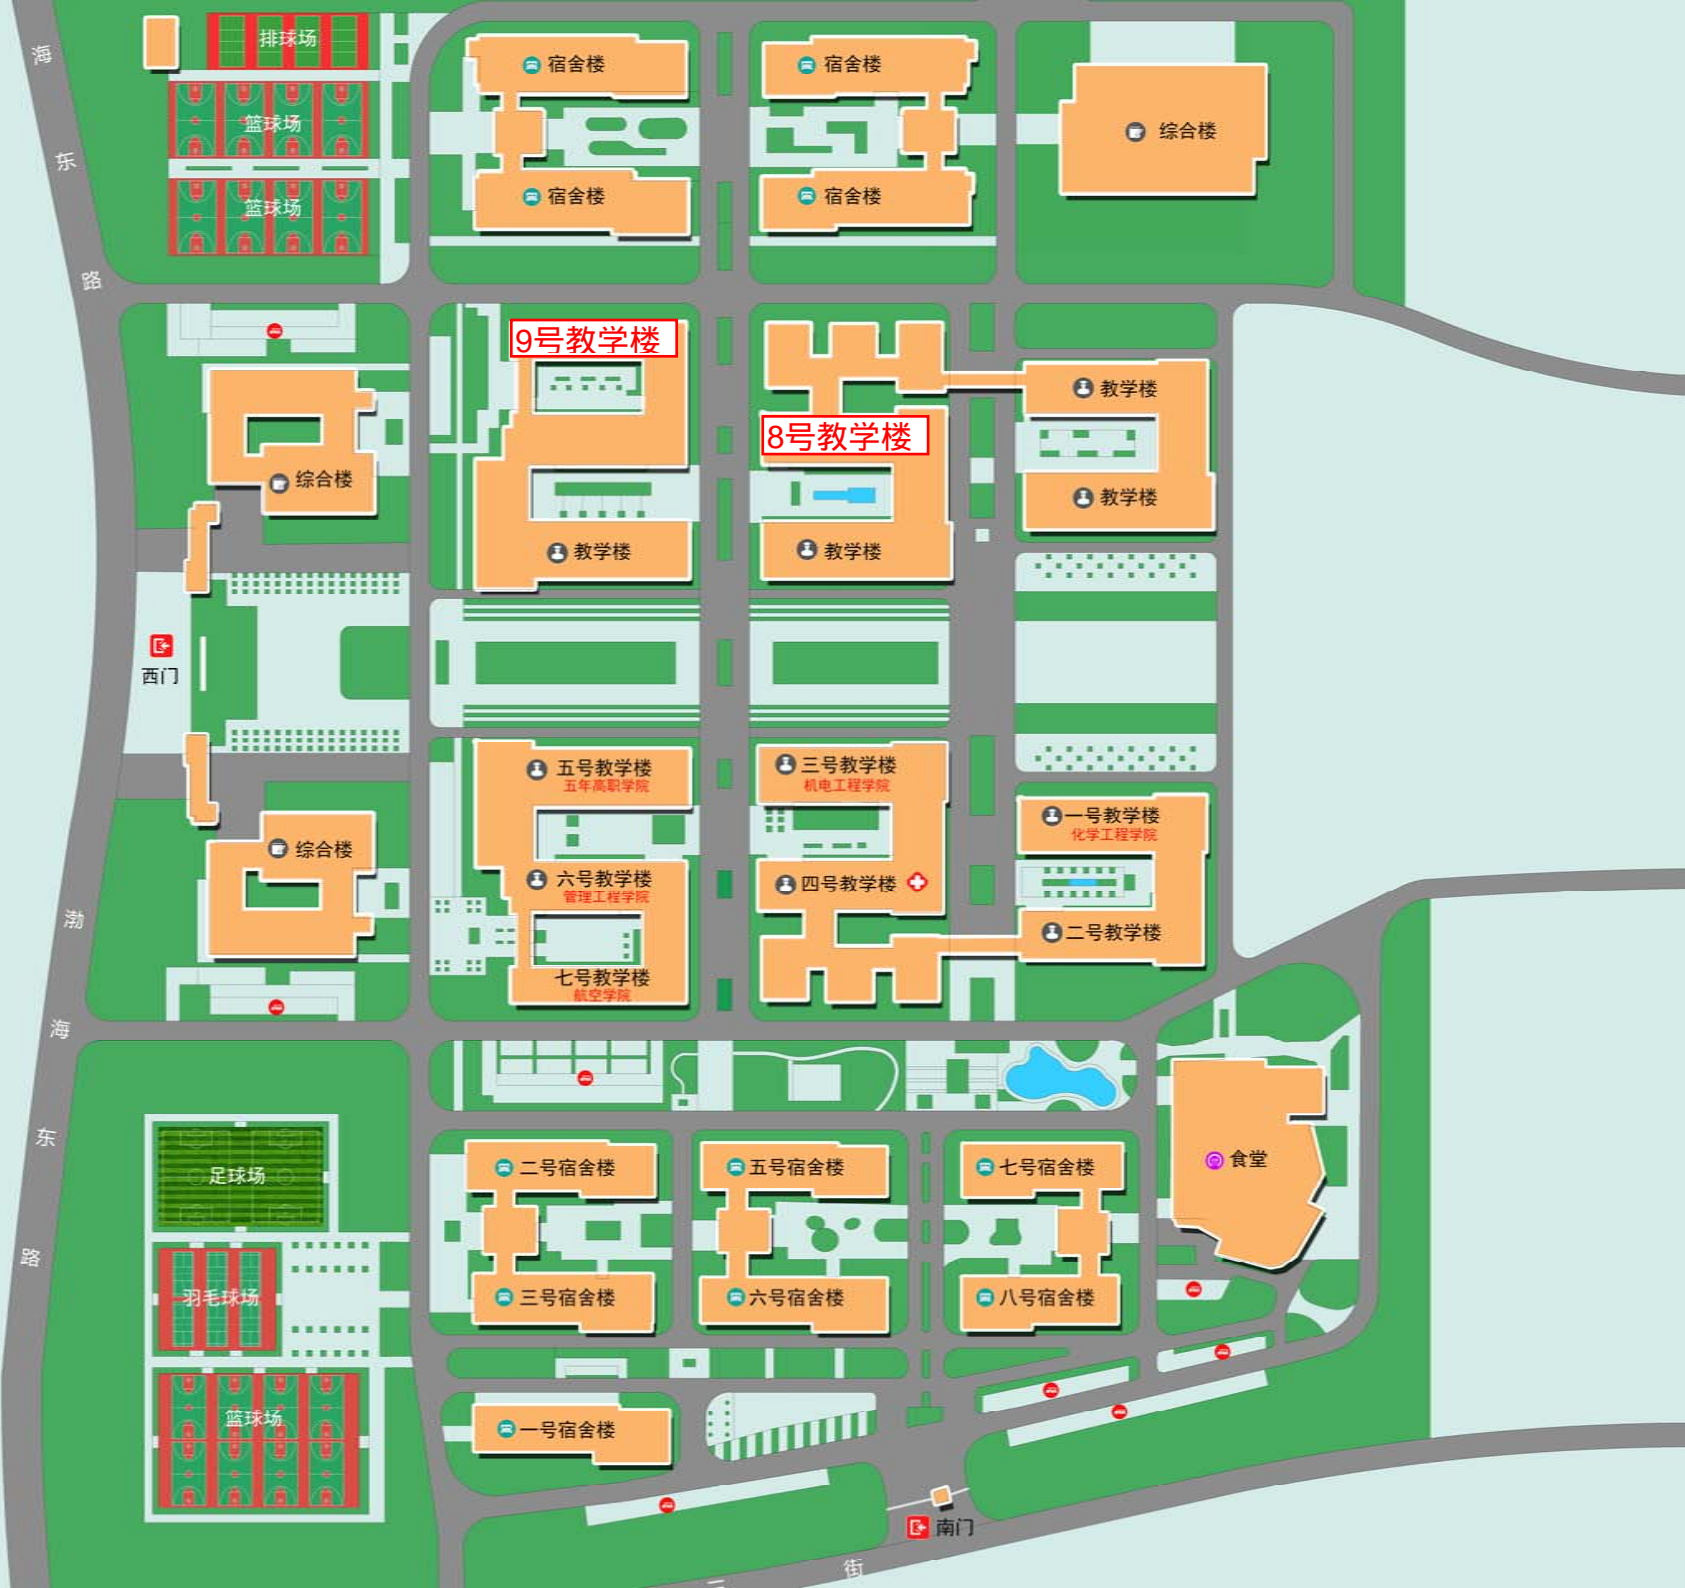 海
东
路
排球场
篮球场
篮球场
宿舍楼
宿舍楼
综合楼
宿舍楼
宿舍楼
9号教学楼
8号教学楼
教学楼
教学楼
综合楼
教学楼
教学楼
西门
五号教学楼
五年高职学院
三号教学楼
机电工程学院
一号教学楼
化学工程学院
综合楼
六号教学楼
管理工程学院
四号教学楼
二号教学楼
七号教学楼
航空学院
渤
海
东
路
足球场
羽毛球场
篮球场
二号宿舍楼
五号宿舍楼
七号宿舍楼
食堂
三号宿舍楼
六号宿舍楼
八号宿舍楼
一号宿舍楼
南门
街